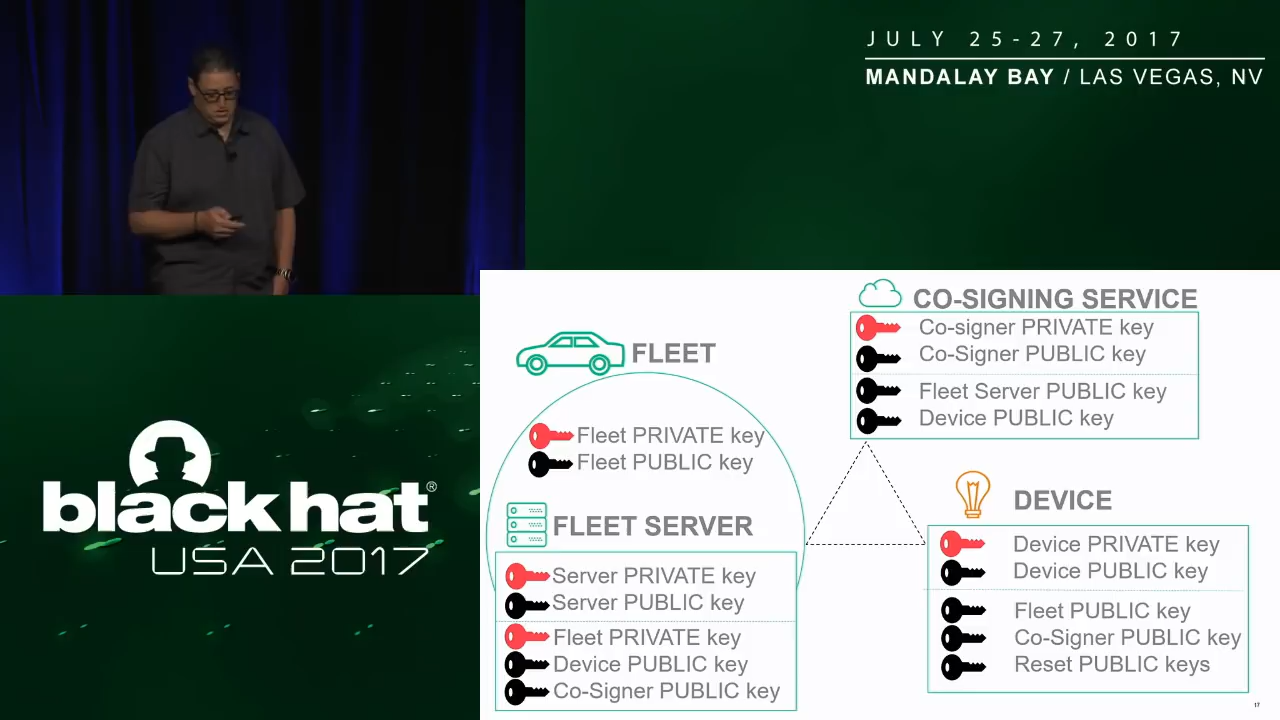 JULY 25-27, 2017
MANDALAY BAY / LAS VEGAS, NV
black hat®
USA 2017
FLEET
Fleet PRIVATE key
Fleet PUBLIC key
FLEET SERVER
Server PRIVATE key
Server PUBLIC key
Fleet PRIVATE key
Device PUBLIC key
Co-Signer PUBLIC key
CO-SIGNING SERVICE
Co-signer PRIVATE key
Co-Signer PUBLIC key
Fleet Server PUBLIC key
Device PUBLIC key
DEVICE
Device PRIVATE key
Device PUBLIC key
Fleet PUBLIC key
Co-Signer PUBLIC key
Reset PUBLIC keys
17